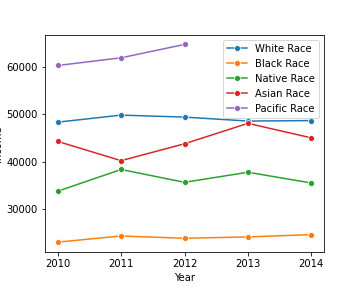 White Race
Black Race
Native Race
Asian Race
Pacific Race
60000
50000
40000
30000
2010
2011
2012
2013
2014
Year